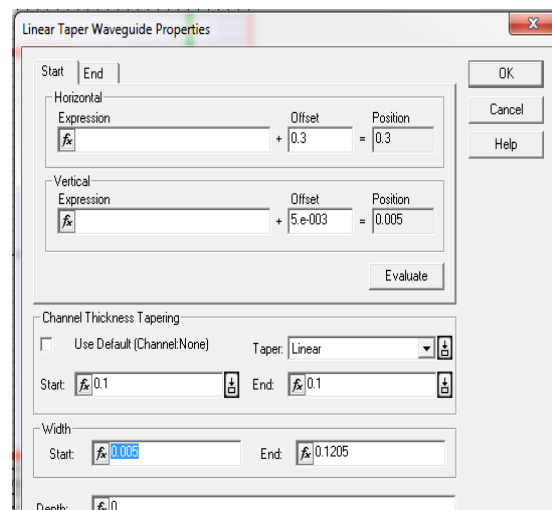 Linear Taper Waveguide Properties
x
Start End
OK
Horizontal
Cancel
Expression Offset Position
fx + 0.3 = 0.3
Help
Vertical
Expression Offset Position
fx + 5.e-003 = 0.005
Evaluate
Channel Thickness Tapering
Use Default (Channel:None) Taper: Linear
Start: fx 0.1 End: fx 0.1
Width
Start: fx 0.005 End: fx 0.1205
Depth: fx 0